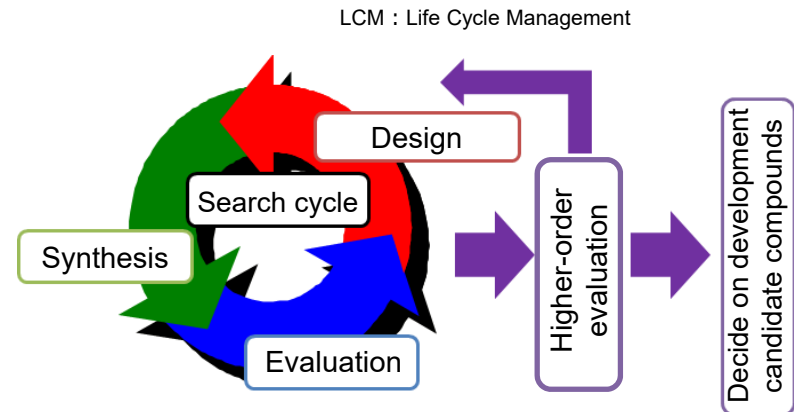 LCM：Life Cycle Management
Design
Search cycle
Synthesis
Evaluation
Higher-order
evaluation
Decide on development
candidate compounds